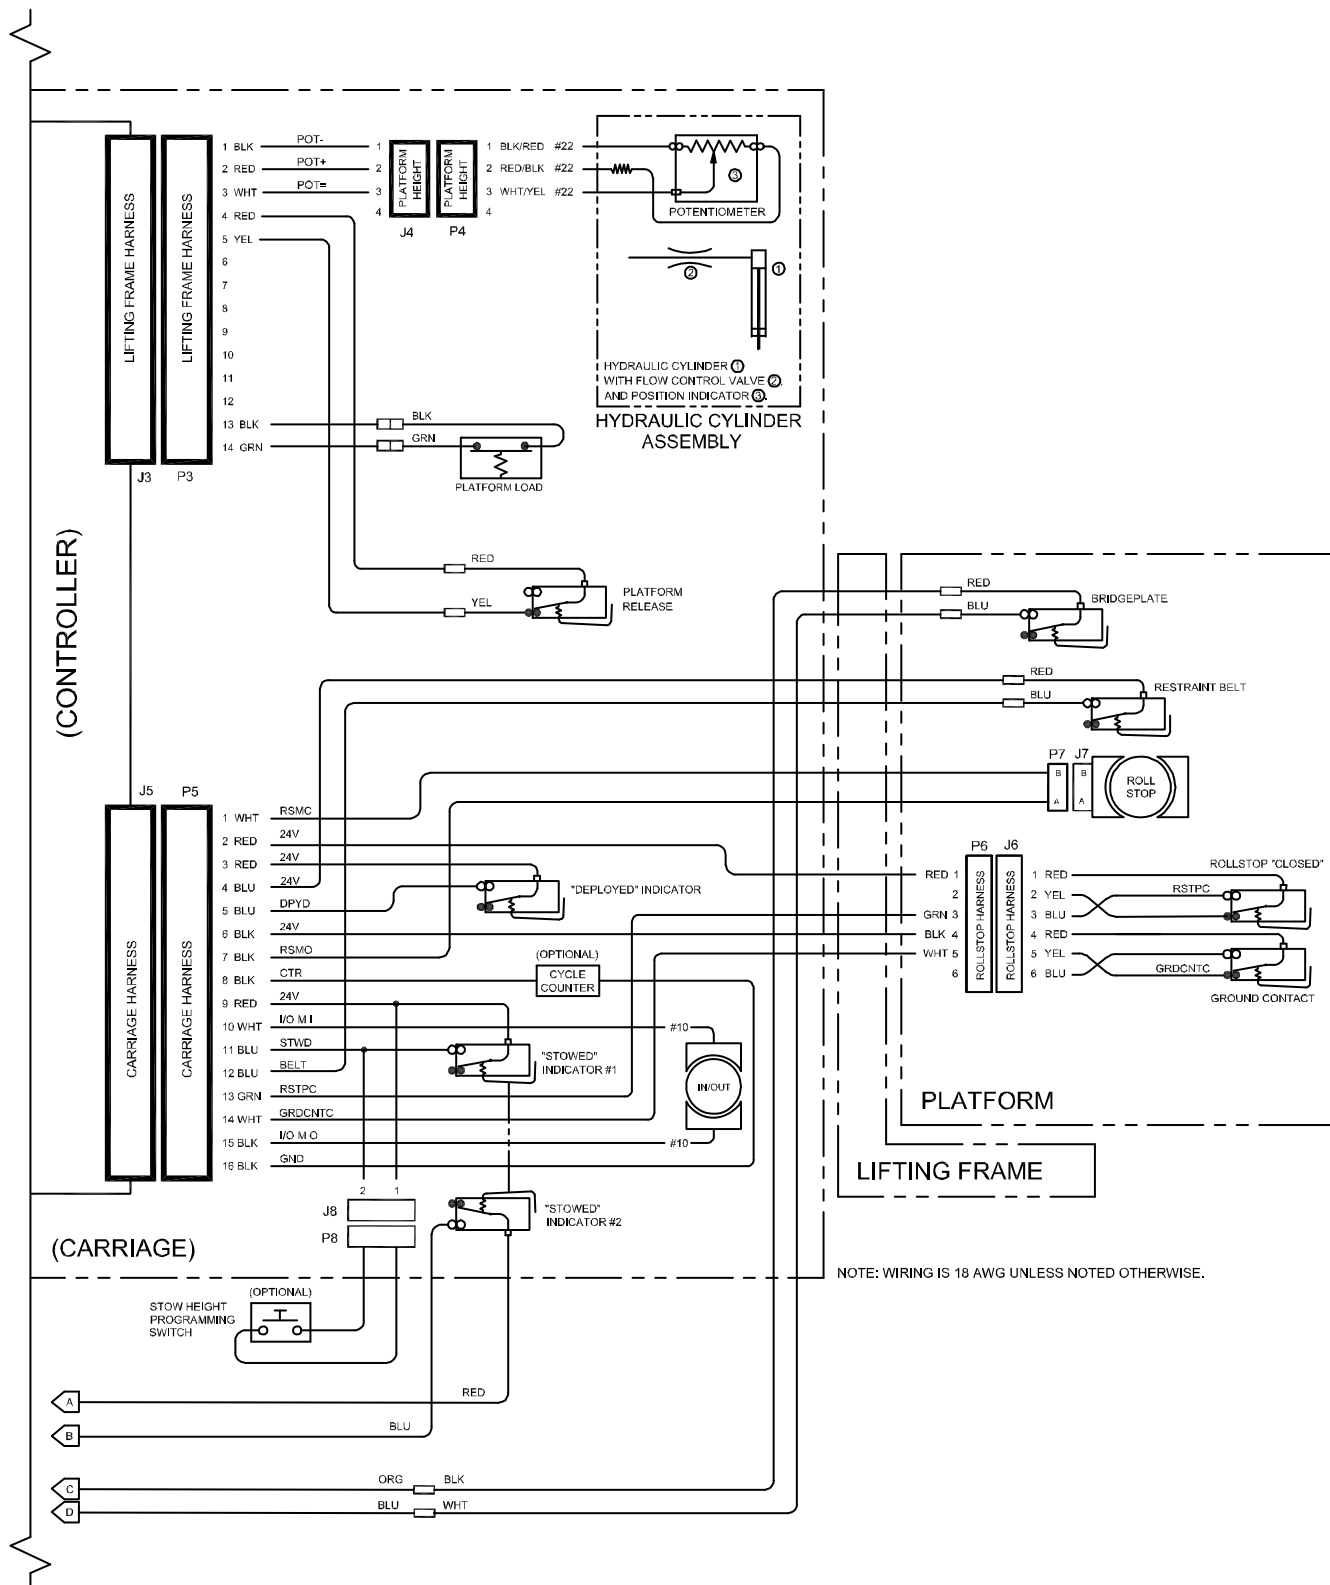 (CONTROLLER)
LIFTING FRAME HARNESS
LIFTING FRAME HARNESS
J3 P3
1 BLK POT-
2 RED POT+
3 WHT POT=
4 RED
5 YEL
6
7
8
9
10
11
12
13 BLK
14 GRN
1
2
3
4
PLATFORM HEIGHT
PLATFORM HEIGHT
J4 P4
1 BLK/RED #22
2 RED/BLK #22
3 WHT/YEL #22
4
3
POTENTIOMETER
2
1
HYDRAULIC CYLINDER 1
WITH FLOW CONTROL VALVE 2,
AND POSITION INDICATOR 3.
HYDRAULIC CYLINDER
ASSEMBLY
BLK
GRN
PLATFORM LOAD
RED
YEL
PLATFORM
RELEASE
RED
BLU
BRIDGEPLATE
RED
BLU
RESTRAINT BELT
P7 J7
B B
A A
ROLL
STOP
J5 P5
CARRIAGE HARNESS
CARRIAGE HARNESS
1 WHT RSMC
2 RED 24V
3 RED 24V
4 BLU 24V
5 BLU DPYD
6 BLK 24V
7 BLK RSMO
8 BLK CTR
9 RED 24V
10 WHT I/O M I
11 BLU STWD
12 BLU BELT
13 GRN RSTPC
14 WHT GRDCNTC
15 BLK I/O M O
16 BLK GND
"DEPLOYED" INDICATOR
(OPTIONAL)
CYCLE
COUNTER
#10
IN/OUT
#10
"STOWED"
INDICATOR #1
"STOWED"
INDICATOR #2
P6 J6
RED 1
2
GRN 3
BLK 4
WHT 5
6
ROLLSTOP HARNESS
ROLLSTOP HARNESS
1 RED
2 YEL
3 BLU
4 RED
5 YEL
6 BLU
RSTPC
ROLLSTOP "CLOSED"
GRDCNTC
GROUND CONTACT
PLATFORM
LIFTING FRAME
2 1
J8
P8
(CARRIAGE)
NOTE: WIRING IS 18 AWG UNLESS NOTED OTHERWISE.
(OPTIONAL)
STOW HEIGHT
PROGRAMMING
SWITCH
A
RED
B
BLU
C
ORG BLK
D
BLU WHT